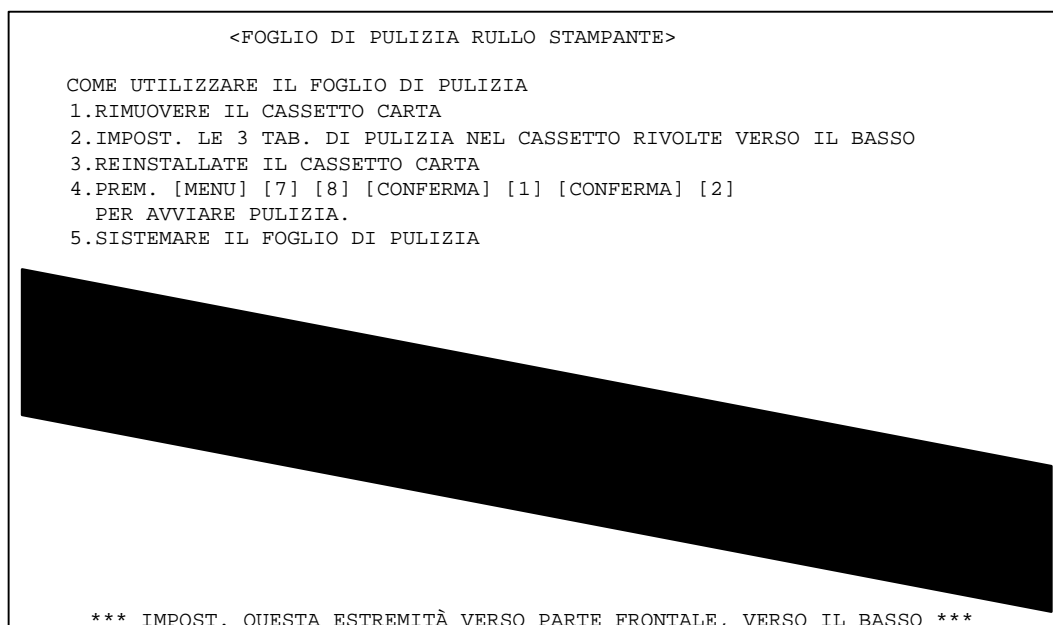 <FOGLIO DI PULIZIA RULLO STAMPANTE>
COME UTILIZZARE IL FOGLIO DI PULIZIA
1.RIMUOVERE IL CASSETTO CARTA
2.IMPOST. LE 3 TAB. DI PULIZIA NEL CASSETTO RIVOLTE VERSO IL BASSO
3.REINSTALLATE IL CASSETTO CARTA
4.PREM. [MENU] [7] [8] [CONFERMA] [1] [CONFERMA] [2]
PER AVVIARE PULIZIA.
5.SISTEMARE IL FOGLIO DI PULIZIA
*** IMPOST. QUESTA ESTREMITÀ VERSO PARTE FRONTALE, VERSO IL BASSO ***